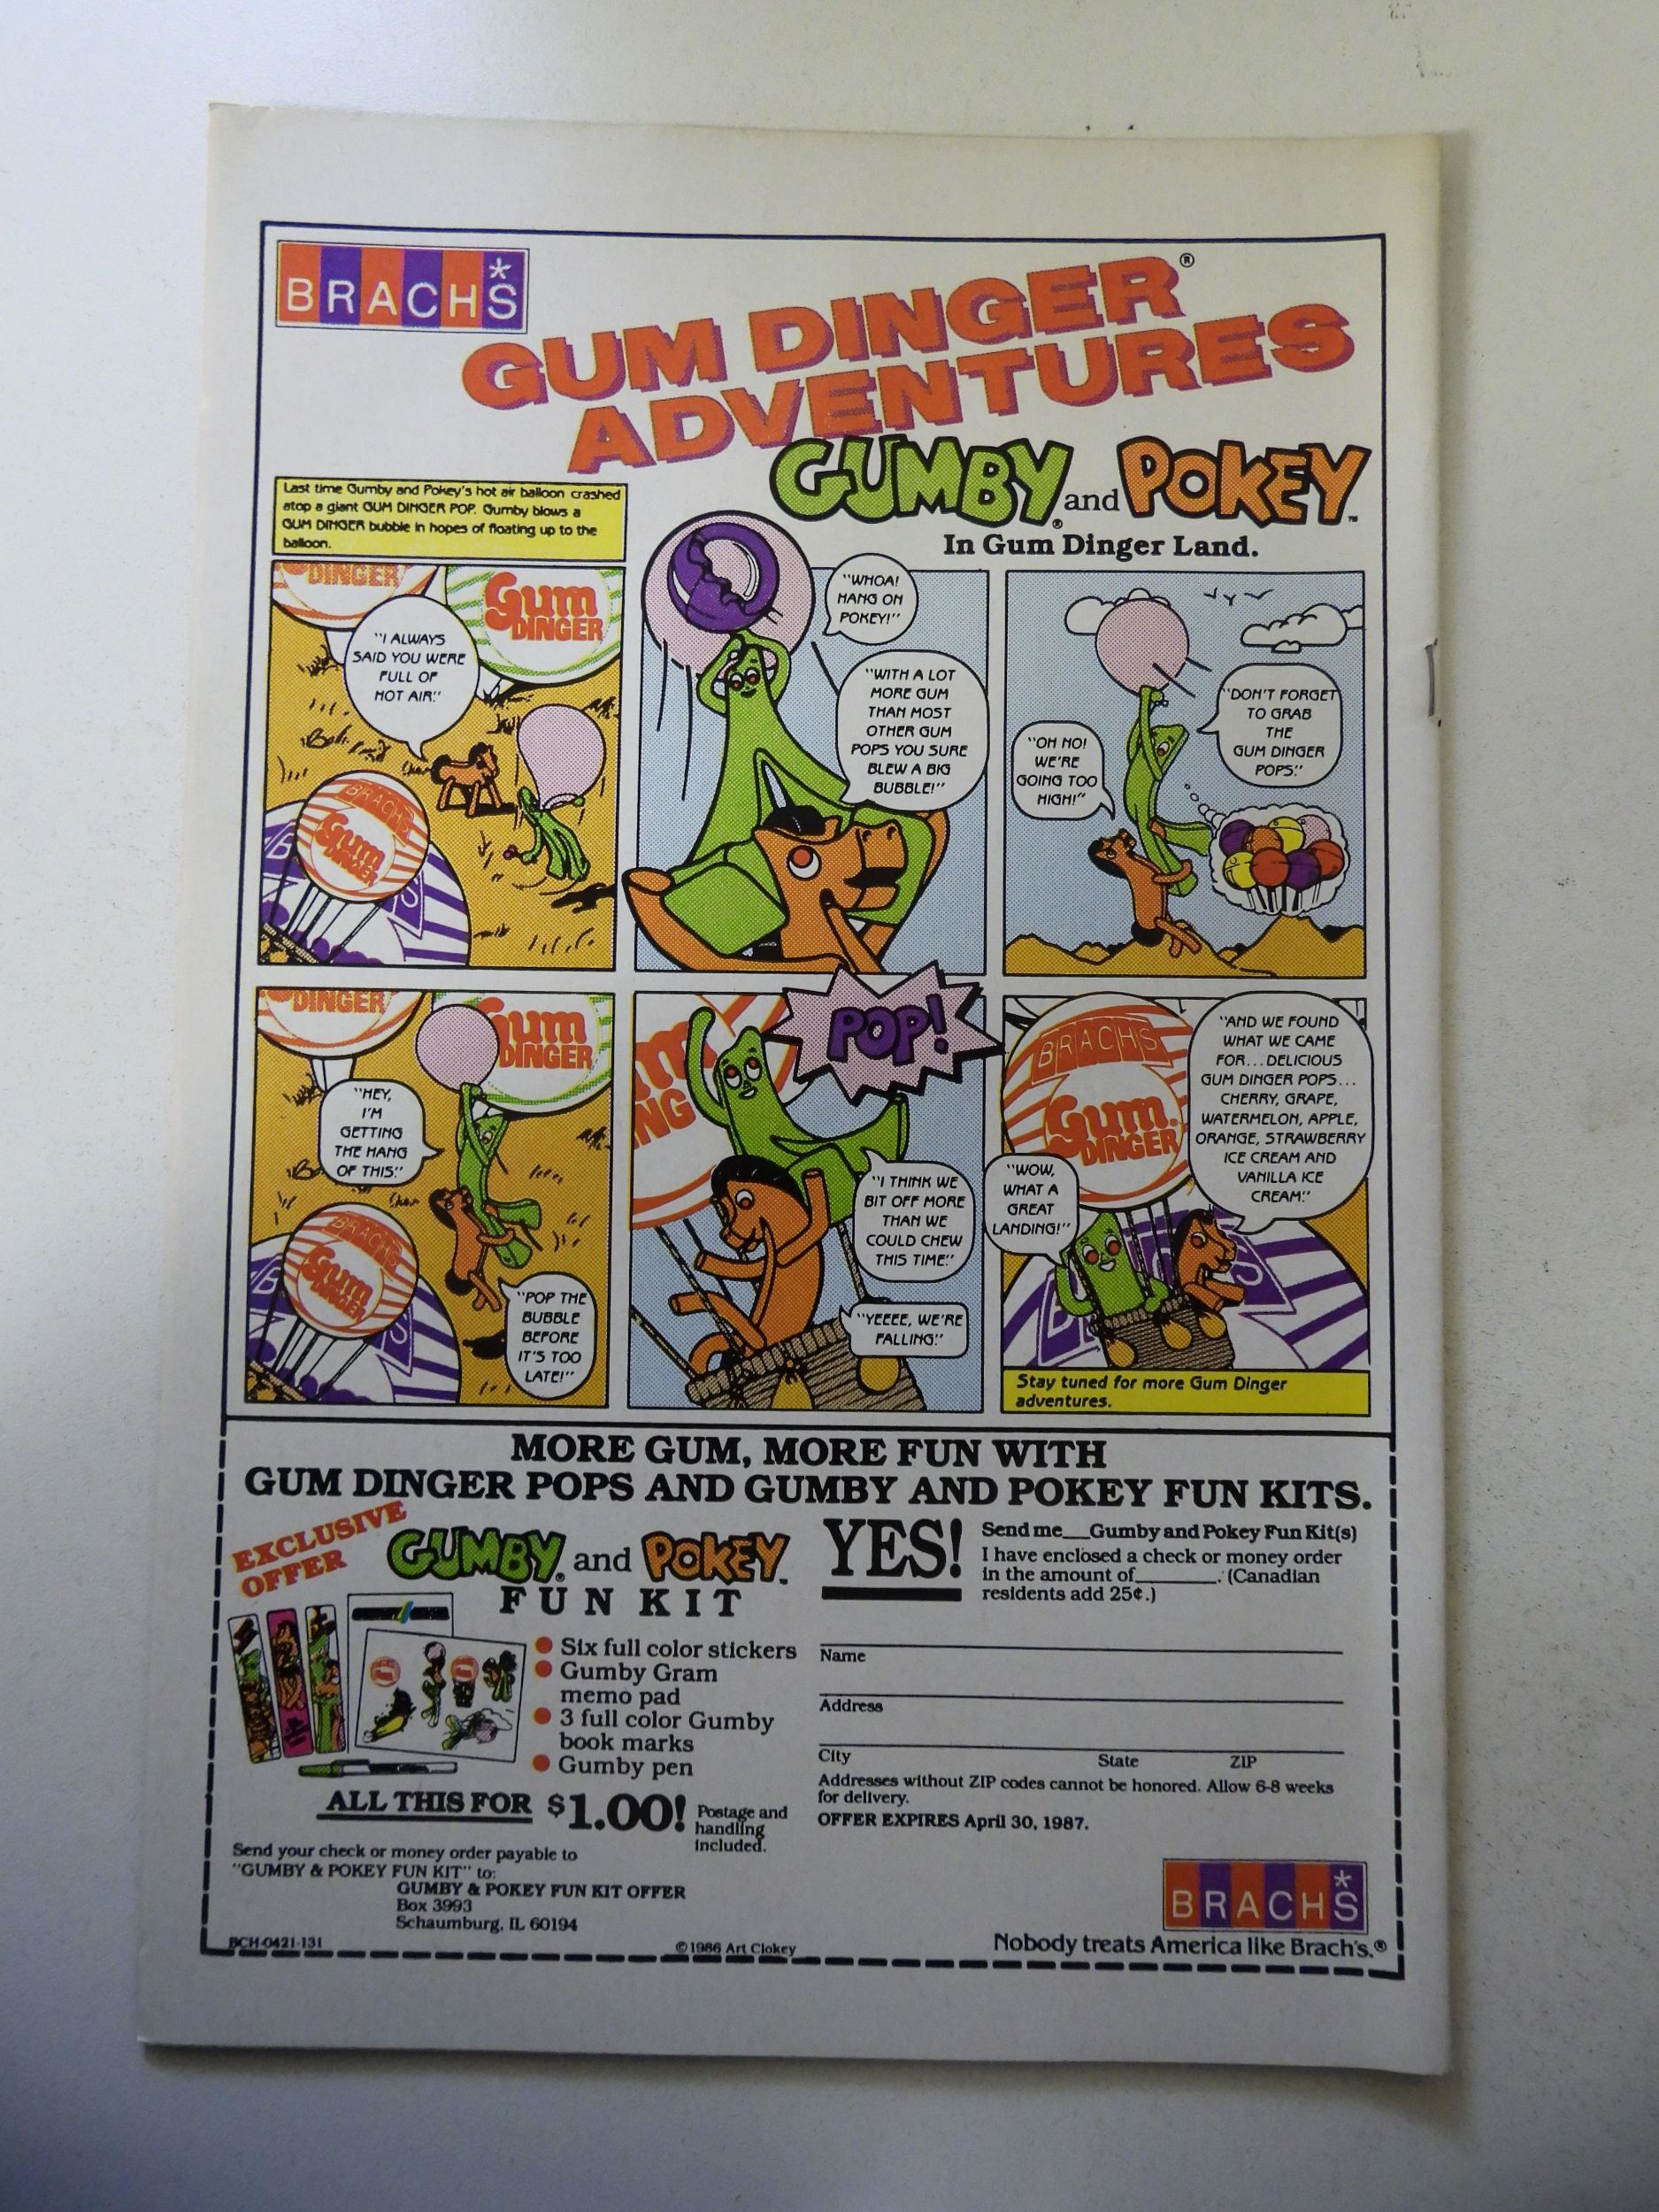 BRACH'S
GUM DINGER®
ADVENTURES
GUMBY® and POKEY™
In Gum Dinger Land.
Last time Gumby and Pokey's hot air balloon crashed
atop a giant GUM DINGER POP. Gumby blows a
GUM DINGER bubble in hopes of floating up to the
balloon.
DINGER
Gum
DINGER
"I ALWAYS
SAID YOU WERE
FULL OF
HOT AIR."
BRACHS
Gum
DINGER
"WHOA!
HANG ON
POKEY!"
"WITH A LOT
MORE GUM
THAN MOST
OTHER GUM
POPS YOU SURE
BLEW A BIG
BUBBLE!"
"DON'T FORGET
TO GRAB
THE
GUM DINGER
POPS."
"OH NO!
WE'RE
GOING TOO
HIGH!"
DINGER
Gum
DINGER
"HEY,
I'M
GETTING
THE HANG
OF THIS."
BRACHS
Gum
DINGER
"POP THE
BUBBLE
BEFORE
IT'S TOO
LATE!"
POP!
"I THINK WE
BIT OFF MORE
THAN WE
COULD CHEW
THIS TIME."
"YEEEE, WE'RE
FALLING."
BRACHS
Gum.
DINGER
"AND WE FOUND
WHAT WE CAME
FOR...DELICIOUS
GUM DINGER POPS...
CHERRY, GRAPE,
WATERMELON, APPLE,
ORANGE, STRAWBERRY
ICE CREAM AND
VANILLA ICE
CREAM."
"WOW,
WHAT A
GREAT
LANDING!"
Stay tuned for more Gum Dinger
adventures.
MORE GUM, MORE FUN WITH
GUM DINGER POPS AND GUMBY AND POKEY FUN KITS.
EXCLUSIVE
OFFER
GUMBY® and POKEY™
FUN KIT
Six full color stickers
Gumby Gram
memo pad
3 full color Gumby
book marks
Gumby pen
ALL THIS FOR $1.00! Postage and
handling
included.
Send your check or money order payable to
"GUMBY & POKEY FUN KIT" to:
GUMBY & POKEY FUN KIT OFFER
Box 3993
Schaumburg, IL 60194
BCH-0421-131
©1986 Art Clokey
YES! Send me__Gumby and Pokey Fun Kit(s)
I have enclosed a check or money order
in the amount of________. (Canadian
residents add 25¢.)
Name
Address
City State ZIP
Addresses without ZIP codes cannot be honored. Allow 6-8 weeks
for delivery.
OFFER EXPIRES April 30, 1987.
BRACH'S
Nobody treats America like Brach's.®